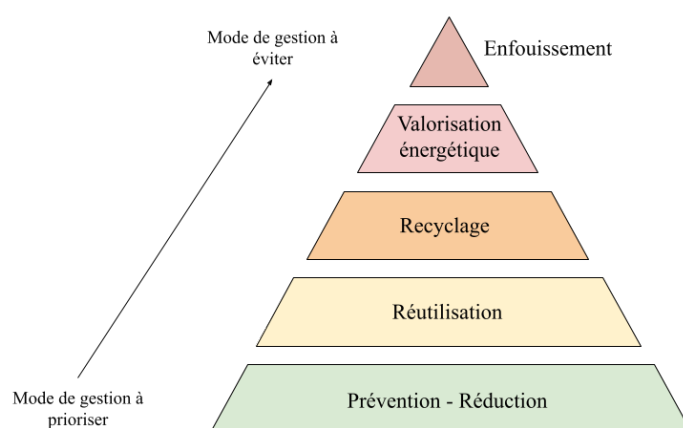 Mode de gestion à
éviter
Enfouissement
Valorisation
énergétique
Recyclage
Réutilisation
Mode de gestion à
prioriser
Prévention - Réduction